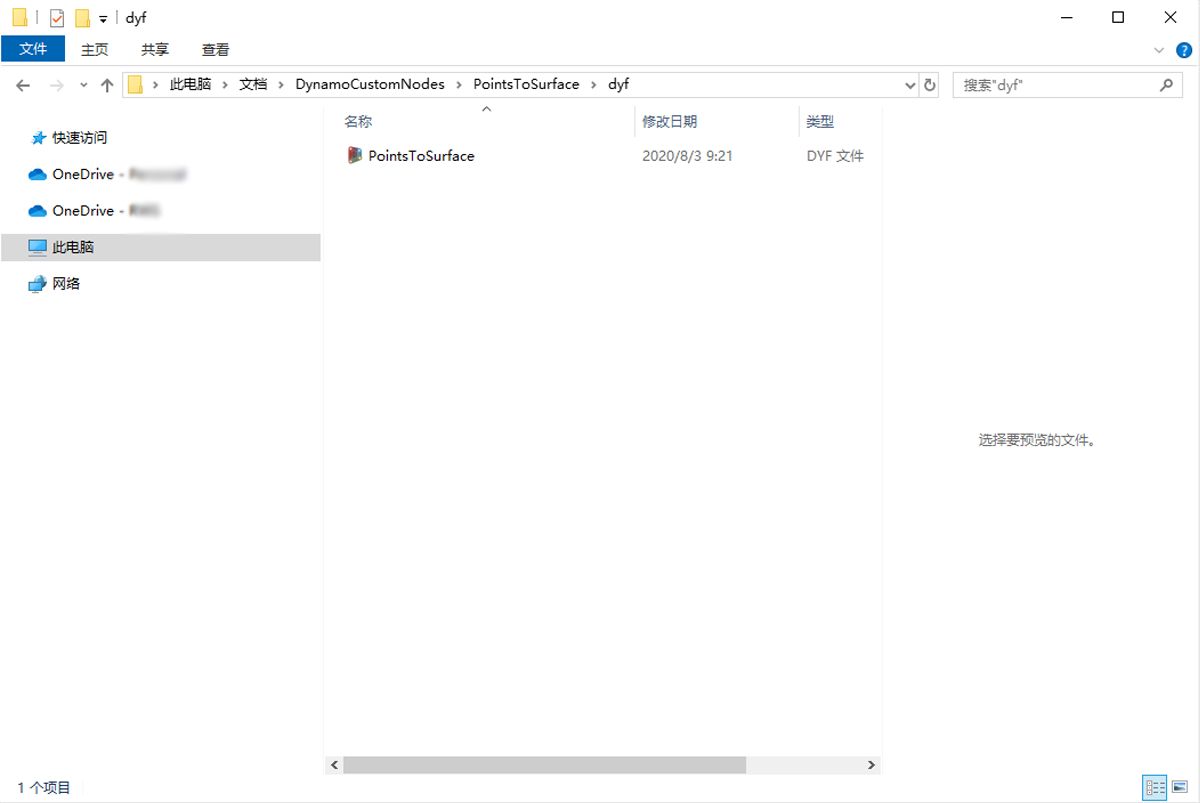 dyf
文件 主页 共享 查看
此电脑 文档 DynamoCustomNodes PointsToSurface dyf 搜索"dyf"
名称 修改日期 类型
PointsToSurface 2020/8/3 9:21 DYF 文件
快速访问
OneDrive -
OneDrive -
此电脑
网络
选择要预览的文件。
1 个项目